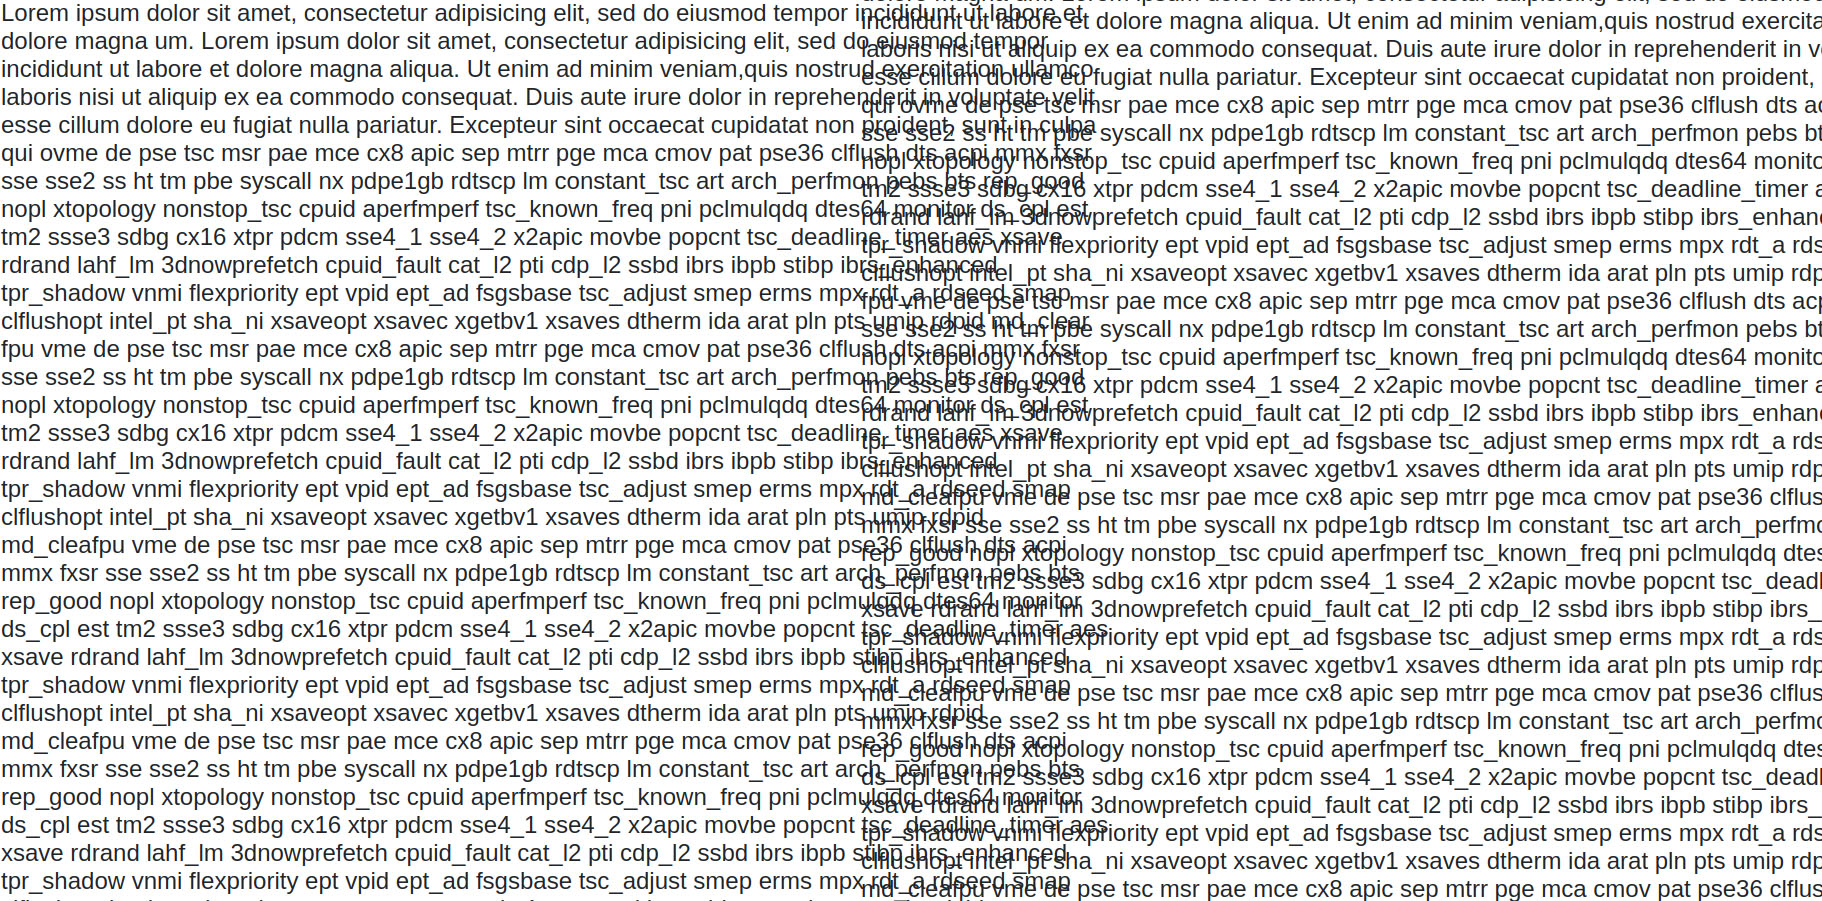 Lorem ipsum dolor sit amet, consectetur adipisicing elit, sed do eiusmod tempor incididunt ut labore et
dolore magna um. Lorem ipsum dolor sit amet, consectetur adipisicing elit, sed do eiusmod tempor
incididunt ut labore et dolore magna aliqua. Ut enim ad minim veniam,quis nostrud exercitation ullamco
laboris nisi ut aliquip ex ea commodo consequat. Duis aute irure dolor in reprehenderit in voluptate velit
esse cillum dolore eu fugiat nulla pariatur. Excepteur sint occaecat cupidatat non proident, sunt in culpa
qui ovme de pse tsc msr pae mce cx8 apic sep mtrr pge mca cmov pat pse36 clflush dts acpi mmx fxsr
sse sse2 ss ht tm pbe syscall nx pdpe1gb rdtscp lm constant_tsc art arch_perfmon pebs bts rep_good
nopl xtopology nonstop_tsc cpuid aperfmperf tsc_known_freq pni pclmulqdq dtes64 monitor ds_cpl est
tm2 ssse3 sdbg cx16 xtpr pdcm sse4_1 sse4_2 x2apic movbe popcnt tsc_deadline_timer aes xsave
rdrand lahf_lm 3dnowprefetch cpuid_fault cat_l2 pti cdp_l2 ssbd ibrs ibpb stibp ibrs_enhanced
tpr_shadow vnmi flexpriority ept vpid ept_ad fsgsbase tsc_adjust smep erms mpx rdt_a rdseed smap
clflushopt intel_pt sha_ni xsaveopt xsavec xgetbv1 xsaves dtherm ida arat pln pts umip rdpid md_clear
fpu vme de pse tsc msr pae mce cx8 apic sep mtrr pge mca cmov pat pse36 clflush dts acpi mmx fxsr
sse sse2 ss ht tm pbe syscall nx pdpe1gb rdtscp lm constant_tsc art arch_perfmon pebs bts rep_good
nopl xtopology nonstop_tsc cpuid aperfmperf tsc_known_freq pni pclmulqdq dtes64 monitor ds_cpl est
tm2 ssse3 sdbg cx16 xtpr pdcm sse4_1 sse4_2 x2apic movbe popcnt tsc_deadline_timer aes xsave
rdrand lahf_lm 3dnowprefetch cpuid_fault cat_l2 pti cdp_l2 ssbd ibrs ibpb stibp ibrs_enhanced
tpr_shadow vnmi flexpriority ept vpid ept_ad fsgsbase tsc_adjust smep erms mpx rdt_a rdseed smap
clflushopt intel_pt sha_ni xsaveopt xsavec xgetbv1 xsaves dtherm ida arat pln pts umip rdpid
md_cleafpu vme de pse tsc msr pae mce cx8 apic sep mtrr pge mca cmov pat pse36 clflush dts acpi
mmx fxsr sse sse2 ss ht tm pbe syscall nx pdpe1gb rdtscp lm constant_tsc art arch_perfmon pebs bts
rep_good nopl xtopology nonstop_tsc cpuid aperfmperf tsc_known_freq pni pclmulqdq dtes64 monitor
ds_cpl est tm2 ssse3 sdbg cx16 xtpr pdcm sse4_1 sse4_2 x2apic movbe popcnt tsc_deadline_timer aes
xsave rdrand lahf_lm 3dnowprefetch cpuid_fault cat_l2 pti cdp_l2 ssbd ibrs ibpb stibp ibrs_enhanced
tpr_shadow vnmi flexpriority ept vpid ept_ad fsgsbase tsc_adjust smep erms mpx rdt_a rdseed smap
clflushopt intel_pt sha_ni xsaveopt xsavec xgetbv1 xsaves dtherm ida arat pln pts umip rdpid
md_cleafpu vme de pse tsc msr pae mce cx8 apic sep mtrr pge mca cmov pat pse36 clflush dts acpi
mmx fxsr sse sse2 ss ht tm pbe syscall nx pdpe1gb rdtscp lm constant_tsc art arch_perfmon pebs bts
rep_good nopl xtopology nonstop_tsc cpuid aperfmperf tsc_known_freq pni pclmulqdq dtes64 monitor
ds_cpl est tm2 ssse3 sdbg cx16 xtpr pdcm sse4_1 sse4_2 x2apic movbe popcnt tsc_deadline_timer aes
xsave rdrand lahf_lm 3dnowprefetch cpuid_fault cat_l2 pti cdp_l2 ssbd ibrs ibpb stibp ibrs_enhanced
tpr_shadow vnmi flexpriority ept vpid ept_ad fsgsbase tsc_adjust smep erms mpx rdt_a rdseed smap
incididunt ut labore et dolore magna aliqua. Ut enim ad minim veniam,quis nostrud exercita
laboris nisi ut aliquip ex ea commodo consequat. Duis aute irure dolor in reprehenderit in v
esse cillum dolore eu fugiat nulla pariatur. Excepteur sint occaecat cupidatat non proident,
qui ovme de pse tsc msr pae mce cx8 apic sep mtrr pge mca cmov pat pse36 clflush dts ac
sse sse2 ss ht tm pbe syscall nx pdpe1gb rdtscp lm constant_tsc art arch_perfmon pebs bt
nopl xtopology nonstop_tsc cpuid aperfmperf tsc_known_freq pni pclmulqdq dtes64 monito
tm2 ssse3 sdbg cx16 xtpr pdcm sse4_1 sse4_2 x2apic movbe popcnt tsc_deadline_timer a
rdrand lahf_lm 3dnowprefetch cpuid_fault cat_l2 pti cdp_l2 ssbd ibrs ibpb stibp ibrs_enhan
tpr_shadow vnmi flexpriority ept vpid ept_ad fsgsbase tsc_adjust smep erms mpx rdt_a rds
clflushopt intel_pt sha_ni xsaveopt xsavec xgetbv1 xsaves dtherm ida arat pln pts umip rdp
fpu vme de pse tsc msr pae mce cx8 apic sep mtrr pge mca cmov pat pse36 clflush dts acp
sse sse2 ss ht tm pbe syscall nx pdpe1gb rdtscp lm constant_tsc art arch_perfmon pebs bt
nopl xtopology nonstop_tsc cpuid aperfmperf tsc_known_freq pni pclmulqdq dtes64 monito
tm2 ssse3 sdbg cx16 xtpr pdcm sse4_1 sse4_2 x2apic movbe popcnt tsc_deadline_timer a
rdrand lahf_lm 3dnowprefetch cpuid_fault cat_l2 pti cdp_l2 ssbd ibrs ibpb stibp ibrs_enhan
tpr_shadow vnmi flexpriority ept vpid ept_ad fsgsbase tsc_adjust smep erms mpx rdt_a rds
clflushopt intel_pt sha_ni xsaveopt xsavec xgetbv1 xsaves dtherm ida arat pln pts umip rdp
md_cleafpu vme de pse tsc msr pae mce cx8 apic sep mtrr pge mca cmov pat pse36 clflus
mmx fxsr sse sse2 ss ht tm pbe syscall nx pdpe1gb rdtscp lm constant_tsc art arch_perfmo
rep_good nopl xtopology nonstop_tsc cpuid aperfmperf tsc_known_freq pni pclmulqdq dtes
ds_cpl est tm2 ssse3 sdbg cx16 xtpr pdcm sse4_1 sse4_2 x2apic movbe popcnt tsc_deadl
xsave rdrand lahf_lm 3dnowprefetch cpuid_fault cat_l2 pti cdp_l2 ssbd ibrs ibpb stibp ibrs_
tpr_shadow vnmi flexpriority ept vpid ept_ad fsgsbase tsc_adjust smep erms mpx rdt_a rds
clflushopt intel_pt sha_ni xsaveopt xsavec xgetbv1 xsaves dtherm ida arat pln pts umip rdp
md_cleafpu vme de pse tsc msr pae mce cx8 apic sep mtrr pge mca cmov pat pse36 clflus
mmx fxsr sse sse2 ss ht tm pbe syscall nx pdpe1gb rdtscp lm constant_tsc art arch_perfmo
rep_good nopl xtopology nonstop_tsc cpuid aperfmperf tsc_known_freq pni pclmulqdq dtes
ds_cpl est tm2 ssse3 sdbg cx16 xtpr pdcm sse4_1 sse4_2 x2apic movbe popcnt tsc_deadl
xsave rdrand lahf_lm 3dnowprefetch cpuid_fault cat_l2 pti cdp_l2 ssbd ibrs ibpb stibp ibrs_
tpr_shadow vnmi flexpriority ept vpid ept_ad fsgsbase tsc_adjust smep erms mpx rdt_a rds
clflushopt intel_pt sha_ni xsaveopt xsavec xgetbv1 xsaves dtherm ida arat pln pts umip rdp
md_cleafpu vme de pse tsc msr pae mce cx8 apic sep mtrr pge mca cmov pat pse36 clflus